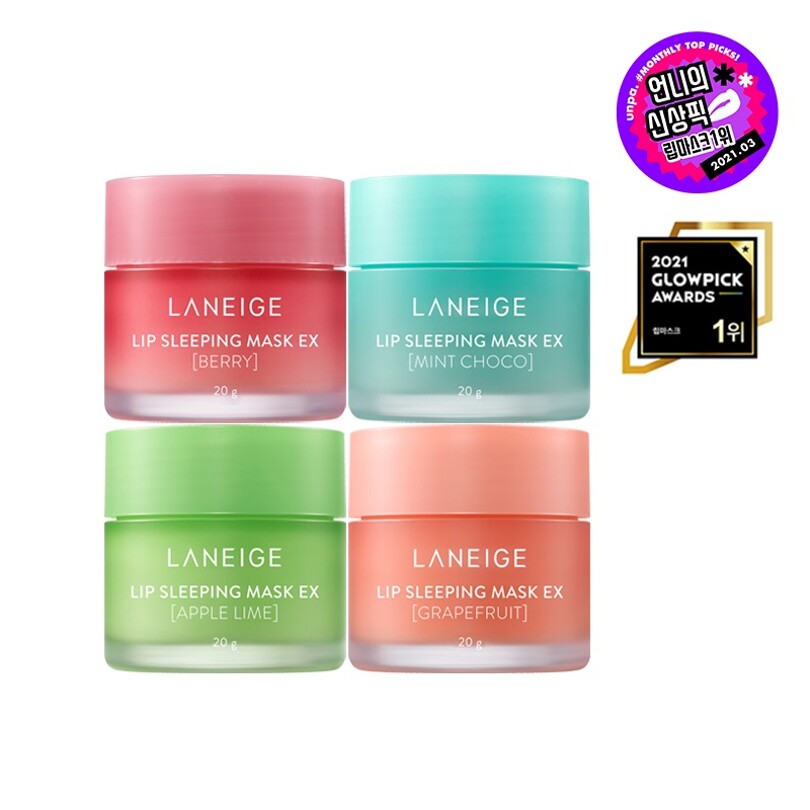 unpa. #MONTHLY TOP PICKS!
언니의
신상픽
립마스크1위
2021.03
LANEIGE
LIP SLEEPING MASK EX
[BERRY]
20 g
LANEIGE
LIP SLEEPING MASK EX
[MINT CHOCO]
20 g
2021
GLOWPICK
AWARDS
립마스크
1위
LANEIGE
LIP SLEEPING MASK EX
[APPLE LIME]
20 g
LANEIGE
LIP SLEEPING MASK EX
[GRAPEFRUIT]
20 g